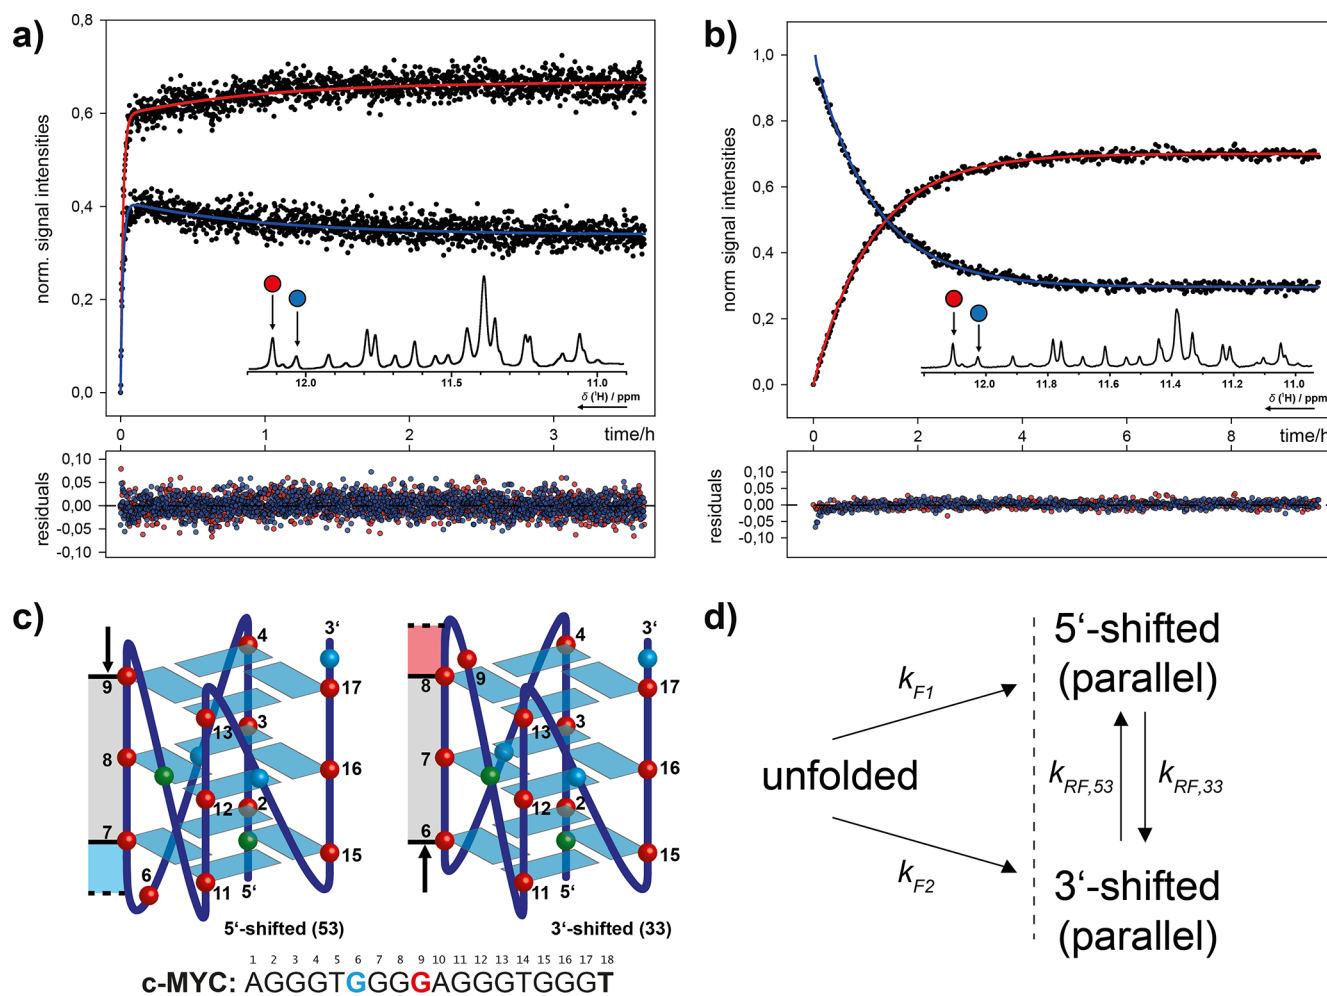 a)
0,8
0,6
0,4
0,2
0,0
norm. signal intensities
12.0
11.5
11.0
δ (¹H) / ppm
0
1
2
3
time/h
0,10
0,05
0,00
-0,05
-0,10
residuals
b)
1,0
0,8
0,6
0,4
0,2
0,0
norm signal intensities
12.0
11.8
11.6
11.4
11.2
11.0
δ (¹H) / ppm
0
2
4
6
8
time/h
0,10
0,05
0,00
-0,05
-0,10
residuals
c)
4
3‘
9
17
13
3
8
16
12
2
7
15
6
11
5‘
5‘-shifted (53)
4
3‘
8
9
17
13
3
7
16
12
2
6
15
11
5‘
3‘-shifted (33)
1 2 3 4 5 6 7 8 9 10 11 12 13 14 15 16 17 18
c-MYC: AGGGTGGGGAGGGTGGGT
d)
5‘-shifted
(parallel)
kF1
unfolded
kRF,53
kRF,33
kF2
3‘-shifted
(parallel)